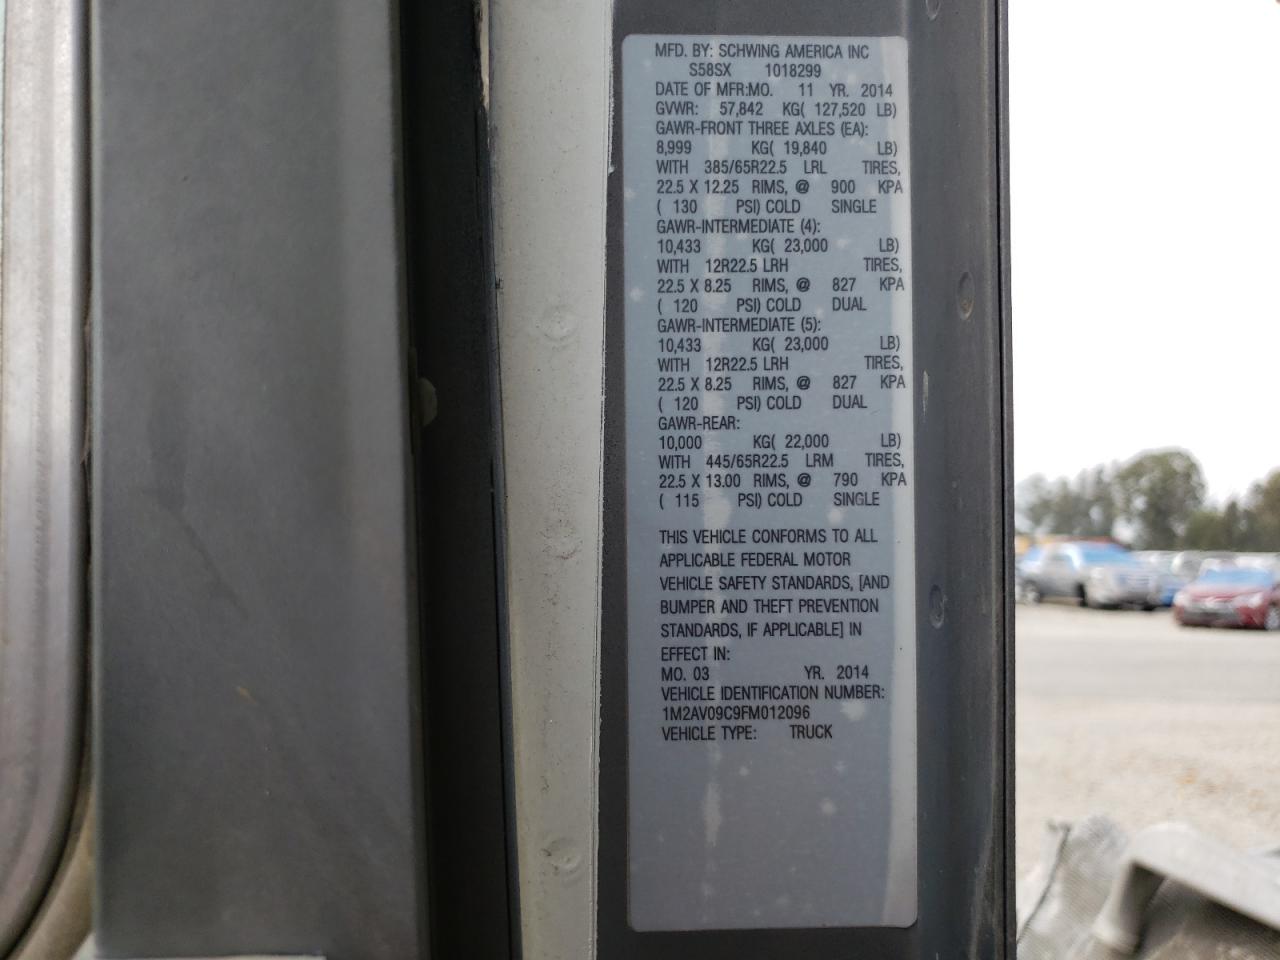 MFD. BY: SCHWING AMERICA INC
S58SX 1018299
DATE OF MFR:MO. 11 YR. 2014
GVWR: 57,842 KG( 127,520 LB)
GAWR-FRONT THREE AXLES (EA):
8,999 KG( 19,840 LB)
WITH 385/65R22.5 LRL TIRES,
22.5 X 12.25 RIMS, @ 900 KPA
( 130 PSI) COLD SINGLE
GAWR-INTERMEDIATE (4):
10,433 KG( 23,000 LB)
WITH 12R22.5 LRH TIRES,
22.5 X 8.25 RIMS, @ 827 KPA
( 120 PSI) COLD DUAL
GAWR-INTERMEDIATE (5):
10,433 KG( 23,000 LB)
WITH 12R22.5 LRH TIRES,
22.5 X 8.25 RIMS, @ 827 KPA
( 120 PSI) COLD DUAL
GAWR-REAR:
10,000 KG( 22,000 LB)
WITH 445/65R22.5 LRM TIRES,
22.5 X 13.00 RIMS, @ 790 KPA
( 115 PSI) COLD SINGLE
THIS VEHICLE CONFORMS TO ALL
APPLICABLE FEDERAL MOTOR
VEHICLE SAFETY STANDARDS, [AND
BUMPER AND THEFT PREVENTION
STANDARDS, IF APPLICABLE] IN
EFFECT IN:
MO. 03 YR. 2014
VEHICLE IDENTIFICATION NUMBER:
1M2AV09C9FM012096
VEHICLE TYPE: TRUCK